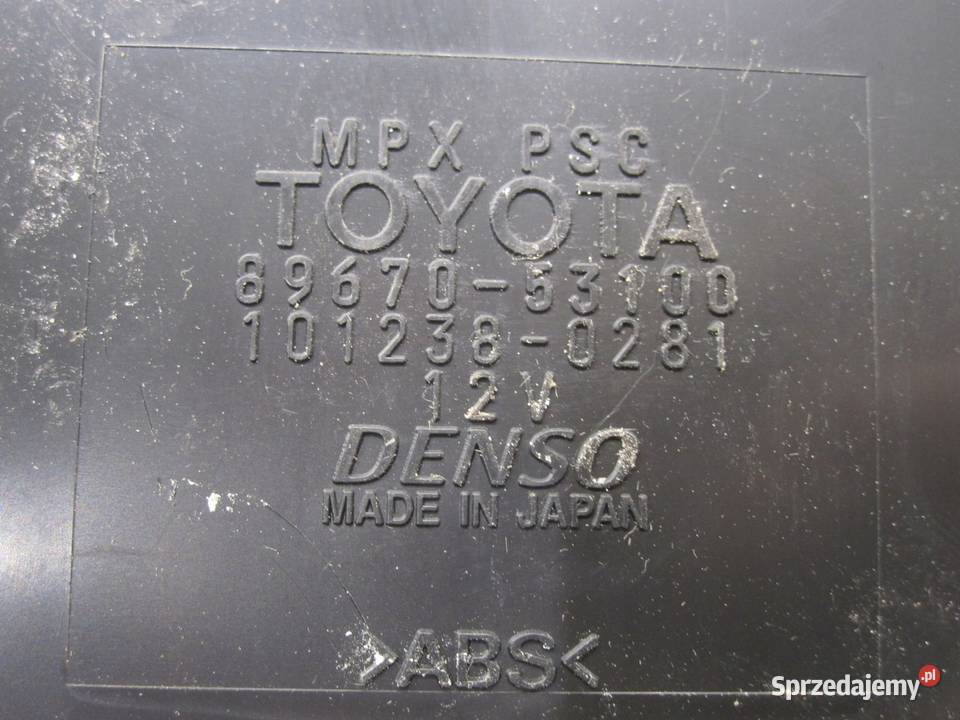 MPX PSC
TOYOTA
89670-53100
101238-0281
12V
DENSO
MADE IN JAPAN
>ABS<
Sprzedajemy.pl